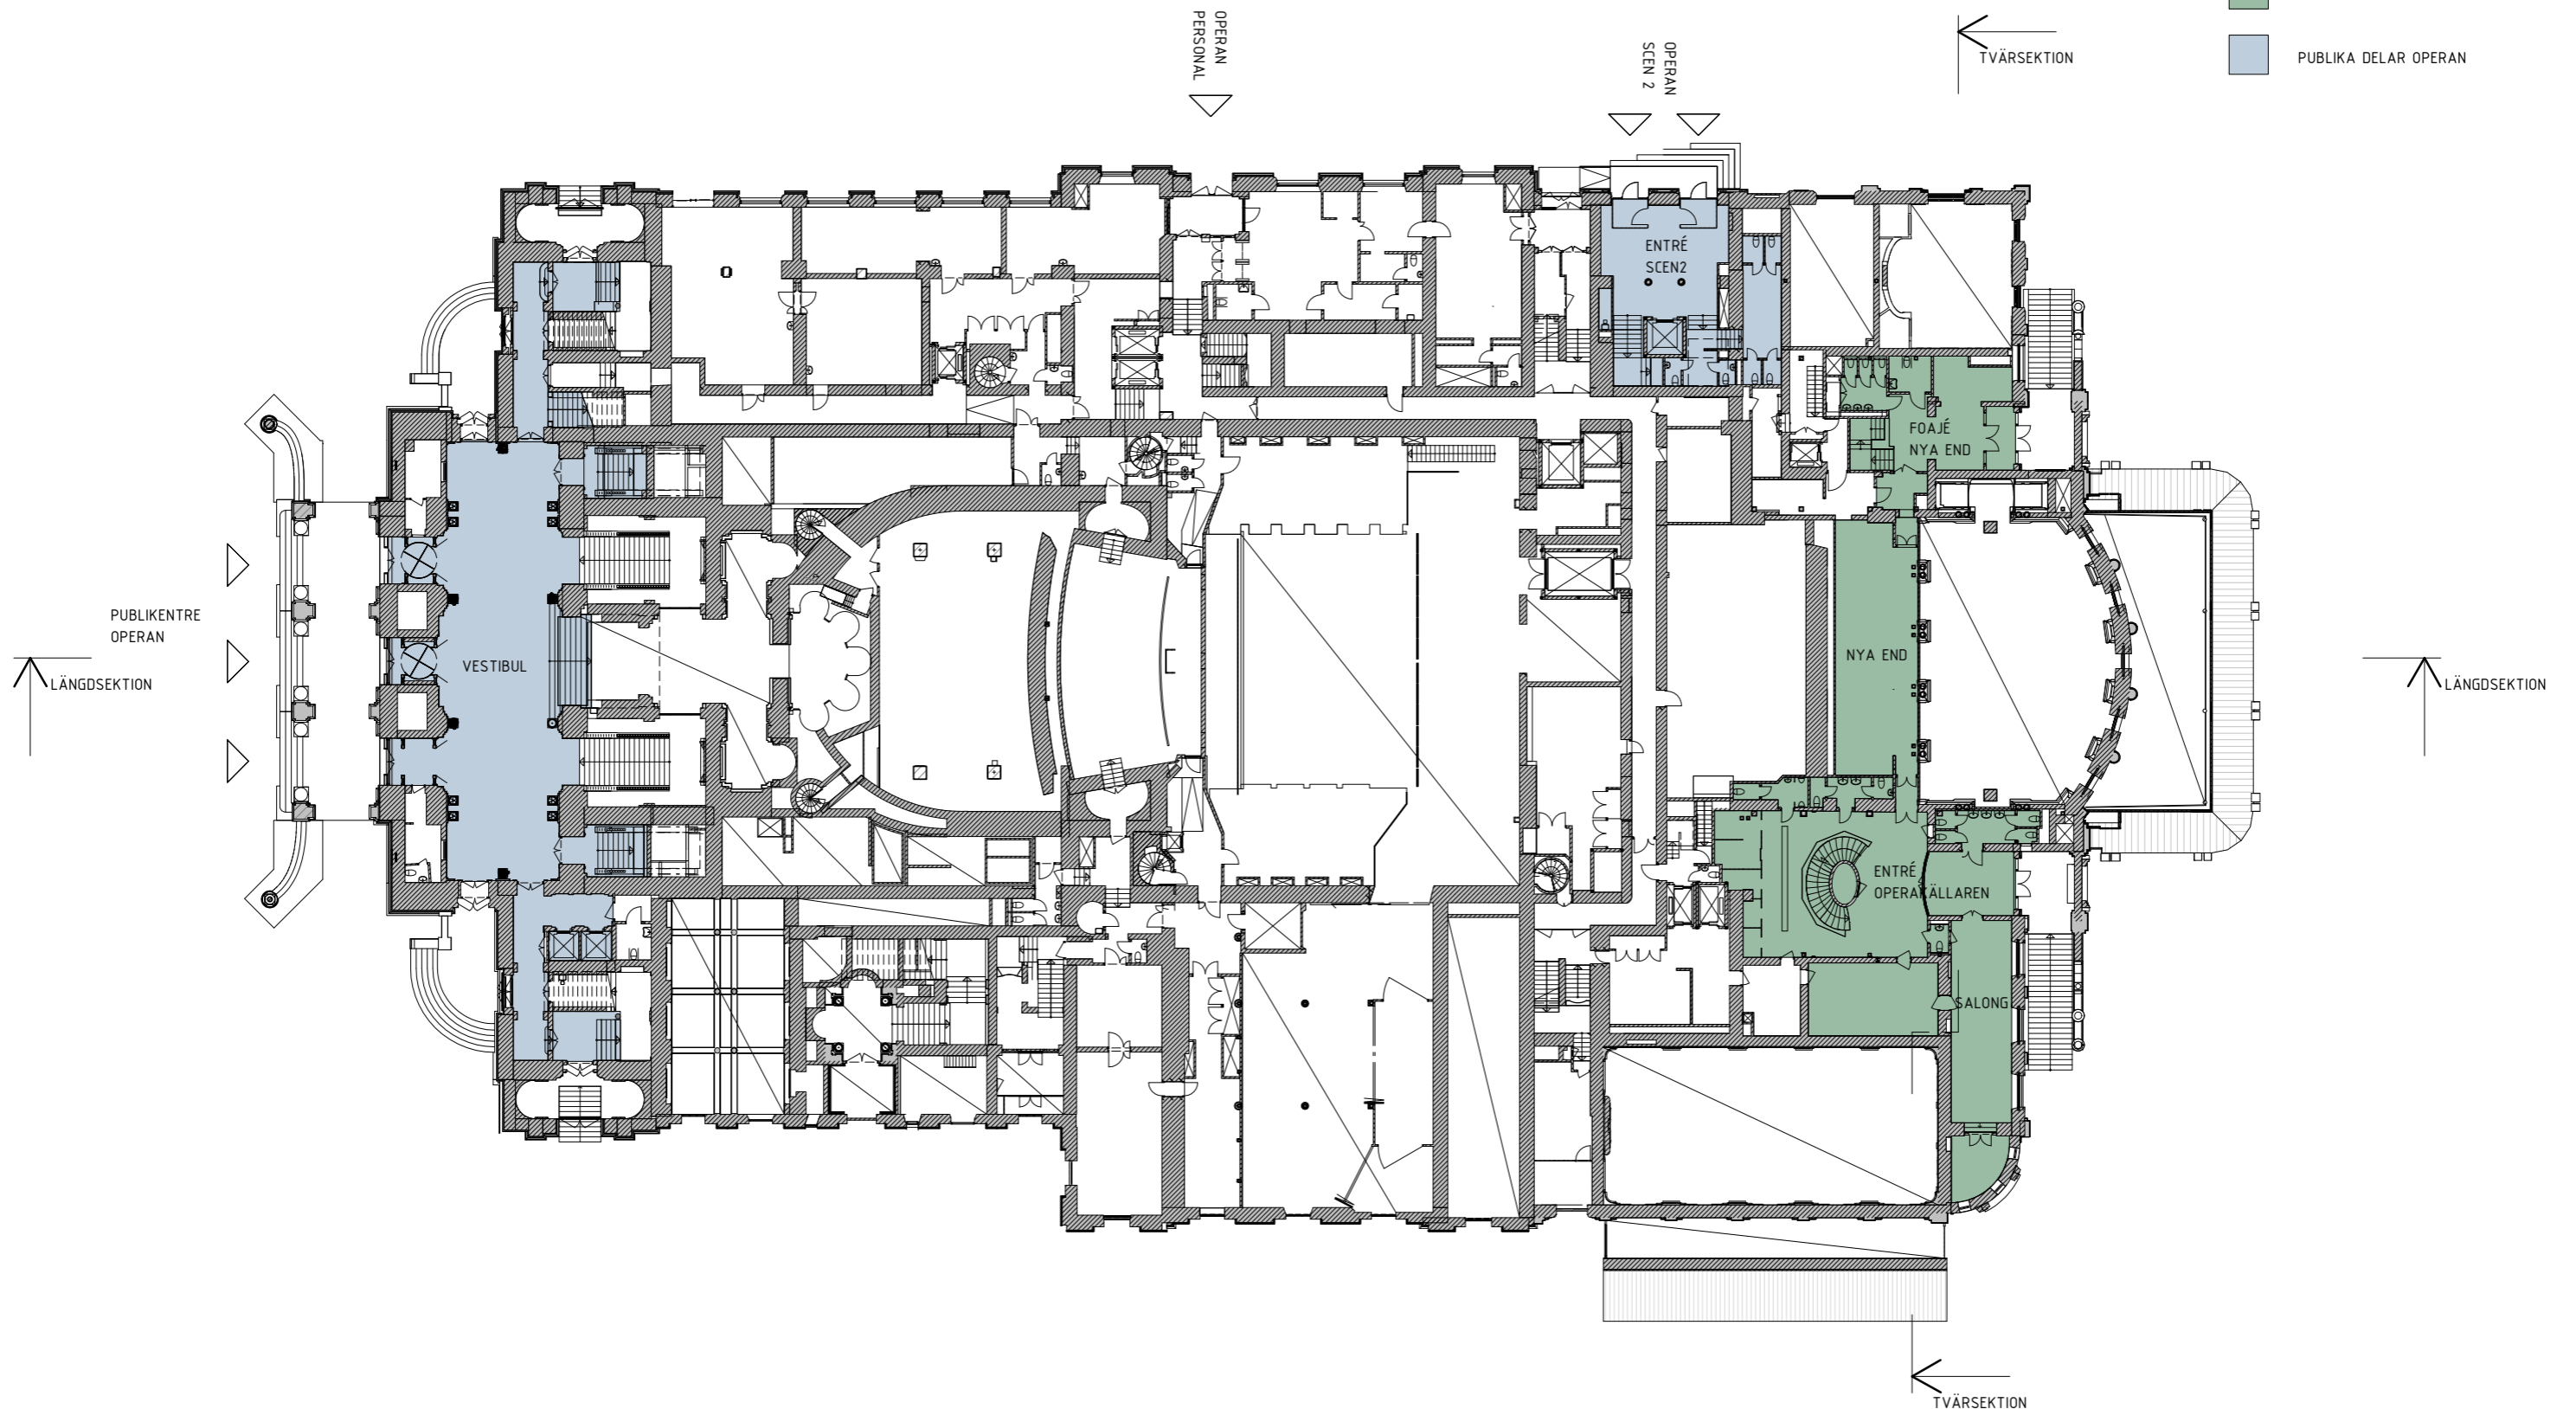 OPERAN
PERSONAL
OPERAN
SCEN 2
TVÄRSEKTION
PUBLIKA DELAR OPERAN
ENTRÉ
SCEN2
FOAJÉ
NYA END
PUBLIKENTRE
OPERAN
VESTIBUL
NYA END
LÄNGDSEKTION
LÄNGDSEKTION
ENTRÉ
OPERAKÄLLAREN
SALONG
TVÄRSEKTION